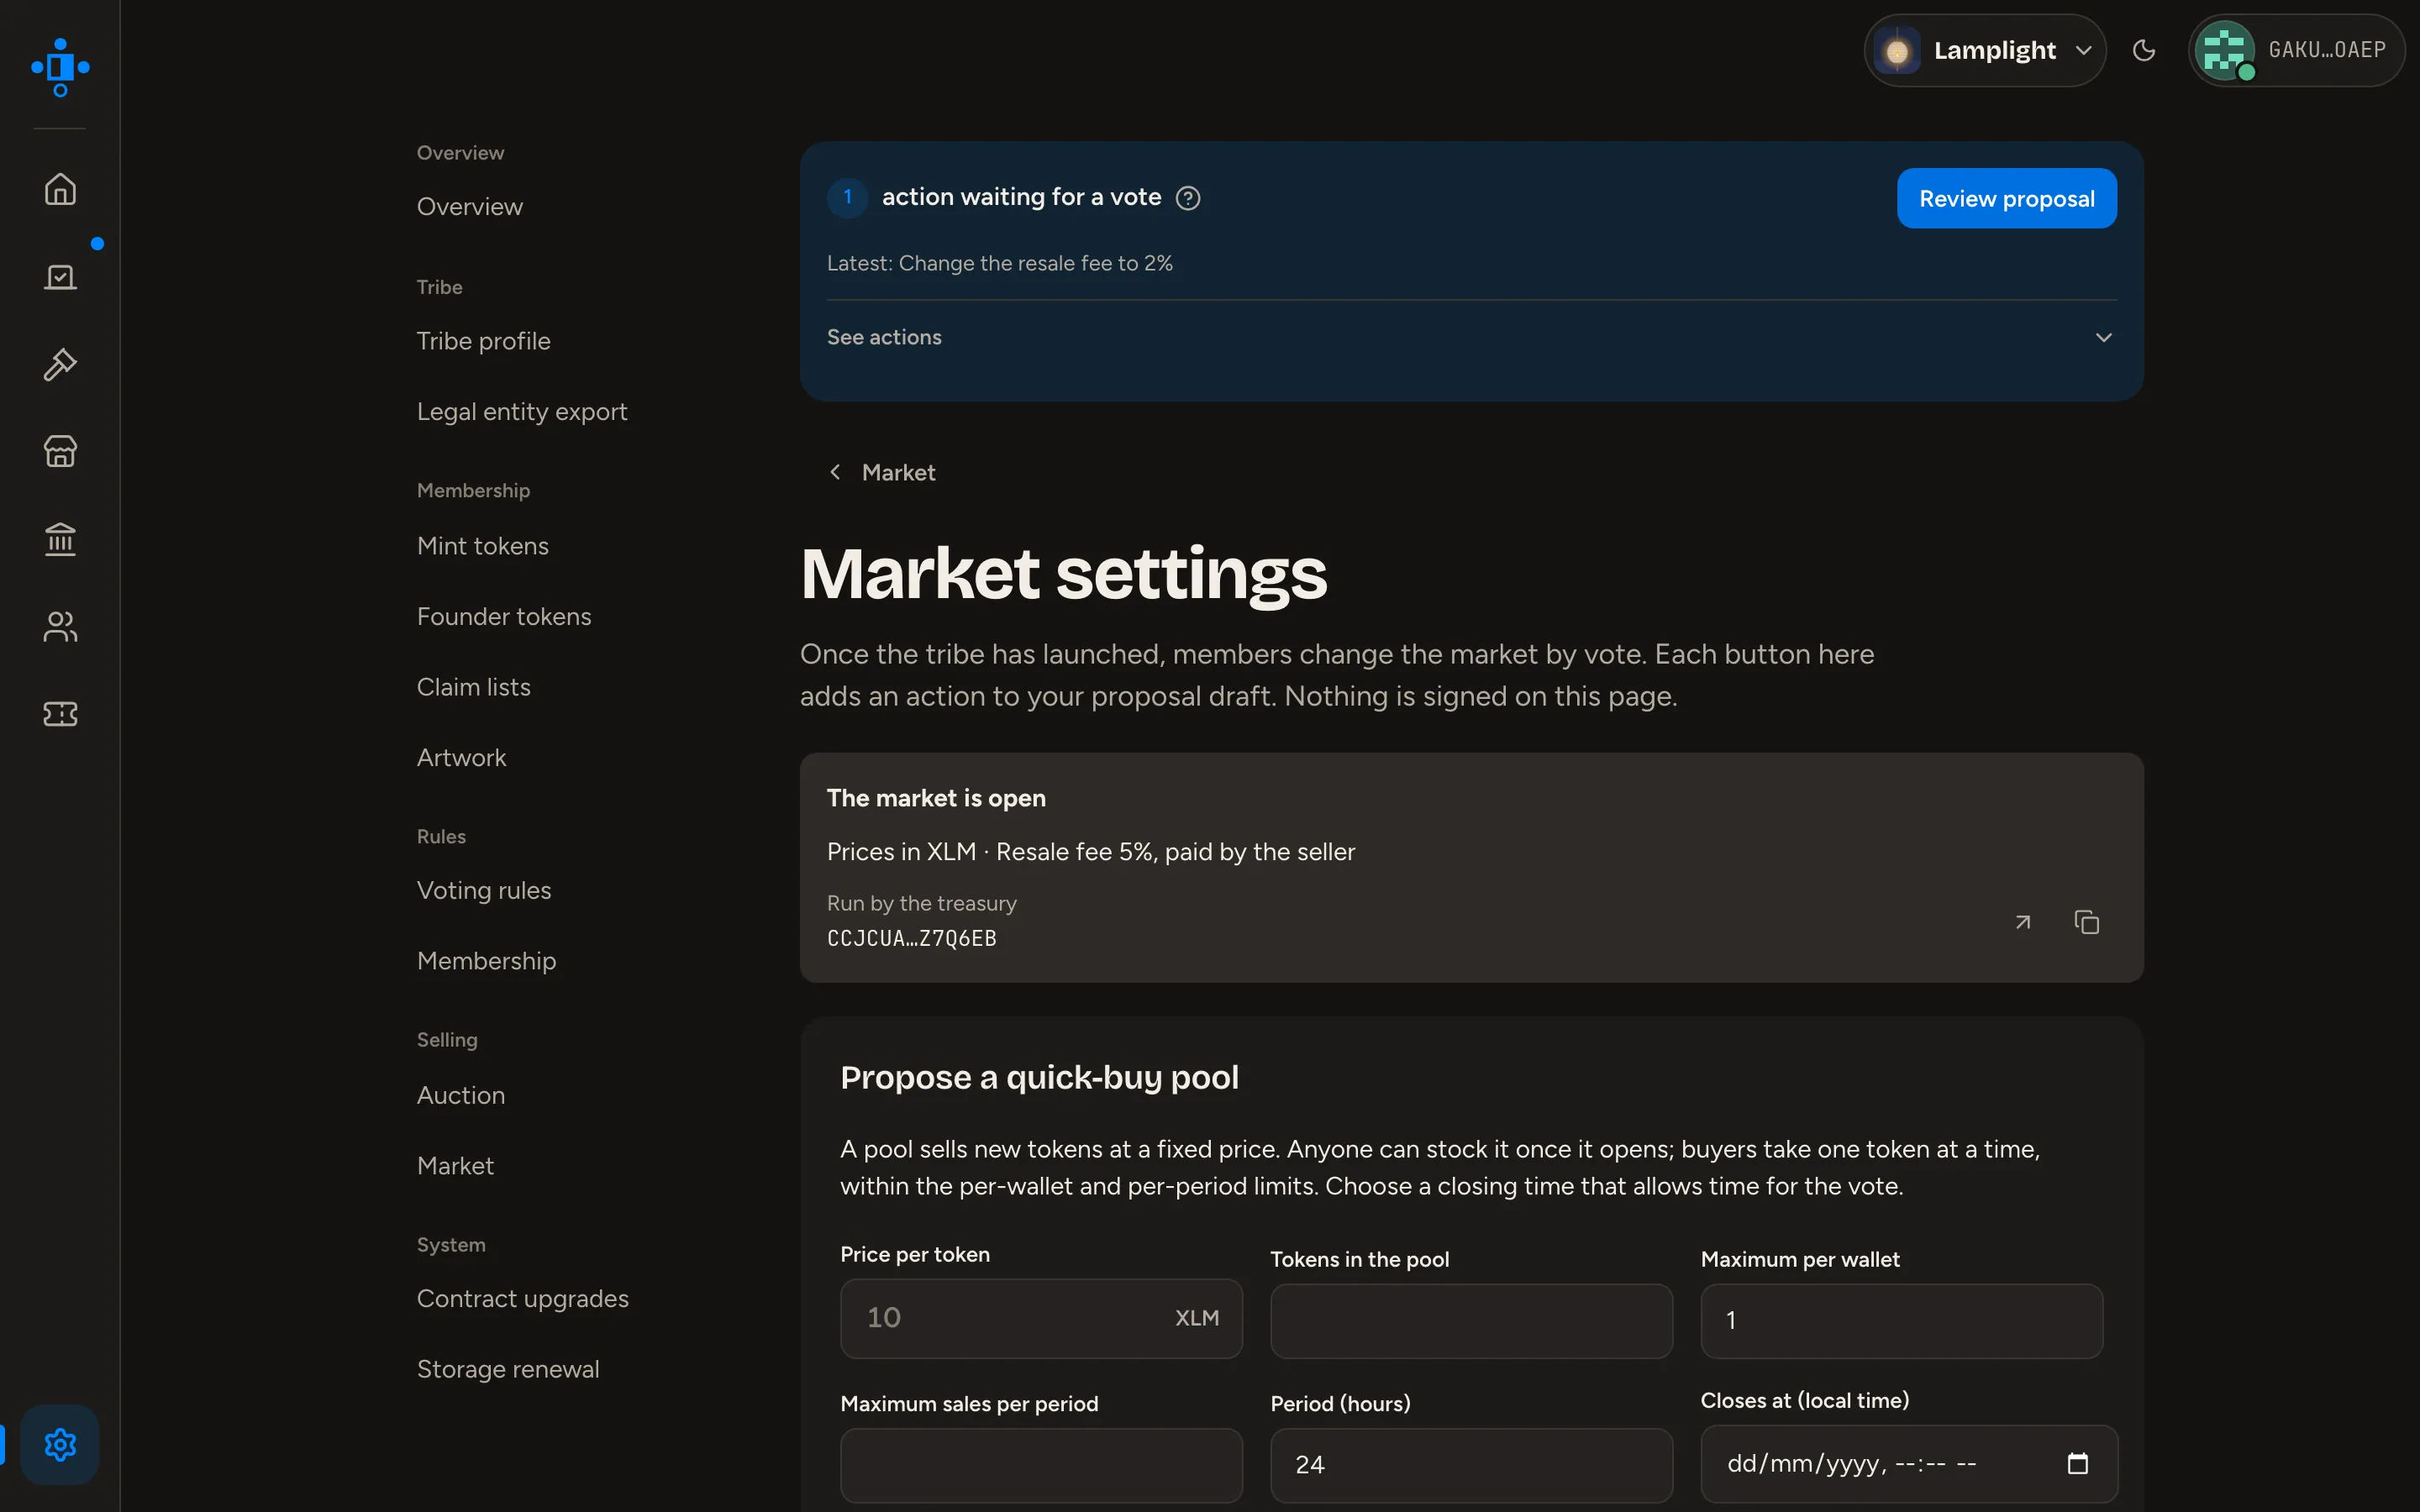 Lamplight
GAKU...OAEP
Overview
Overview
Tribe
Tribe profile
Legal entity export
Membership
Mint tokens
Founder tokens
Claim lists
Artwork
Rules
Voting rules
Membership
Selling
Auction
Market
System
Contract upgrades
Storage renewal
1 action waiting for a vote
Review proposal
Latest: Change the resale fee to 2%
See actions
Market
Market settings
Once the tribe has launched, members change the market by vote. Each button here
adds an action to your proposal draft. Nothing is signed on this page.
The market is open
Prices in XLM · Resale fee 5%, paid by the seller
Run by the treasury
CCJCUA...Z7Q6EB
Propose a quick-buy pool
A pool sells new tokens at a fixed price. Anyone can stock it once it opens; buyers take one token at a time,
within the per-wallet and per-period limits. Choose a closing time that allows time for the vote.
Price per token
10 XLM
Tokens in the pool
Maximum per wallet
1
Maximum sales per period
Period (hours)
24
Closes at (local time)
dd/mm/yyyy, --:-- --